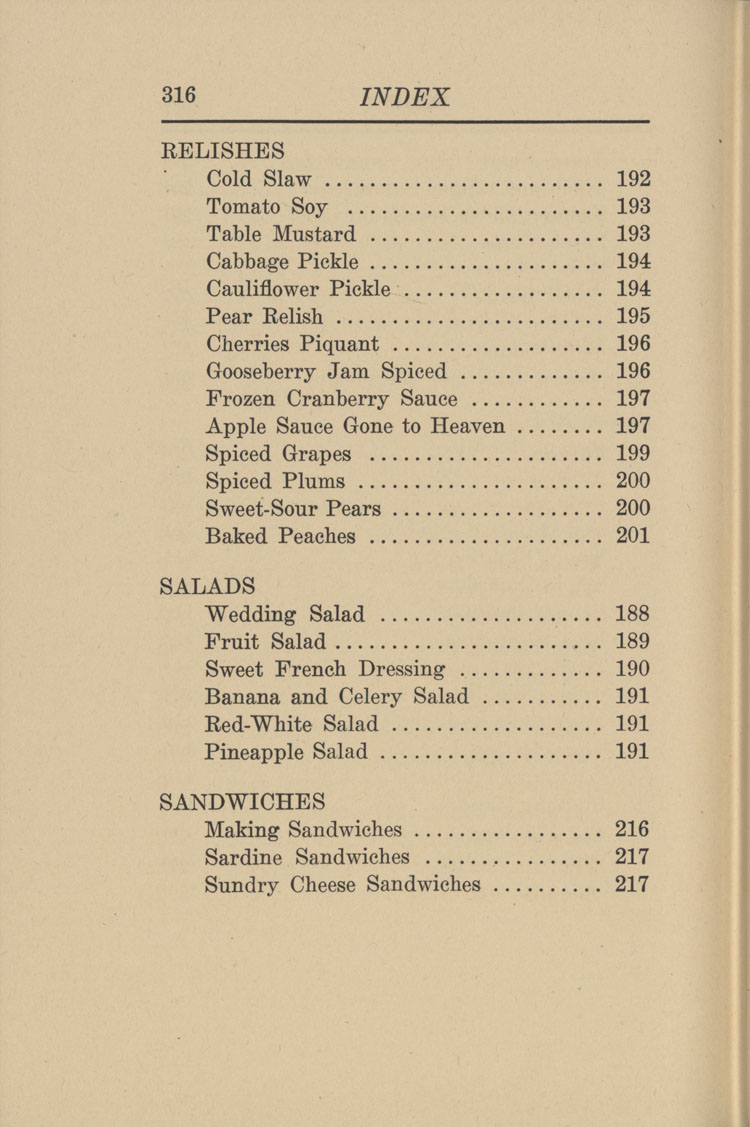 316 INDEX
RELISHES
Cold Slaw ......................... 192
Tomato Soy ....................... 193
Table Mustard ..................... 193
Cabbage Pickle ..................... 194
Cauliflower Pickle .................. 194
Pear Relish ........................ 195
Cherries Piquant ................... 196
Gooseberry Jam Spiced ............. 196
Frozen Cranberry Sauce ............ 197
Apple Sauce Gone to Heaven ........ 197
Spiced Grapes ..................... 199
Spiced Plums ...................... 200
Sweet-Sour Pears ................... 200
Baked Peaches ..................... 201
SALADS
Wedding Salad .................... 188
Fruit Salad ........................ 189
Sweet French Dressing ............. 190
Banana and Celery Salad ........... 191
Red-White Salad ................... 191
Pineapple Salad .................... 191
SANDWICHES
Making Sandwiches ................. 216
Sardine Sandwiches ................ 217
Sundry Cheese Sandwiches .......... 217